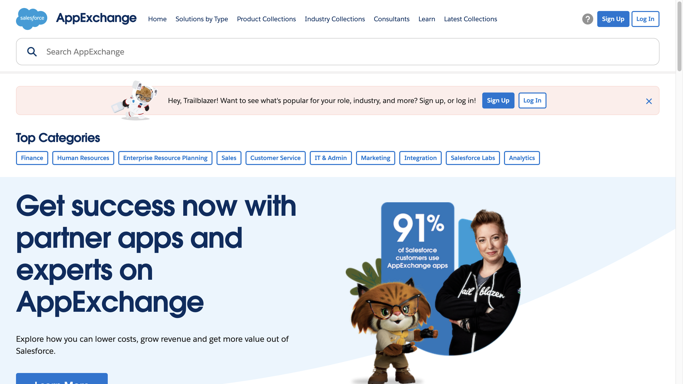 salesforce
AppExchange
Home
Solutions by Type
Product Collections
Industry Collections
Consultants
Learn
Latest Collections
?
Sign Up
Log In
Search AppExchange
Hey, Trailblazer! Want to see what's popular for your role, industry, and more? Sign up, or log in!
Sign Up
Log In
Top Categories
Finance
Human Resources
Enterprise Resource Planning
Sales
Customer Service
IT & Admin
Marketing
Integration
Salesforce Labs
Analytics
Get success now with
partner apps and
experts on
AppExchange
91%
of Salesforce
customers use
AppExchange apps
Explore how you can lower costs, grow revenue and get more value out of
Salesforce.
Learn More